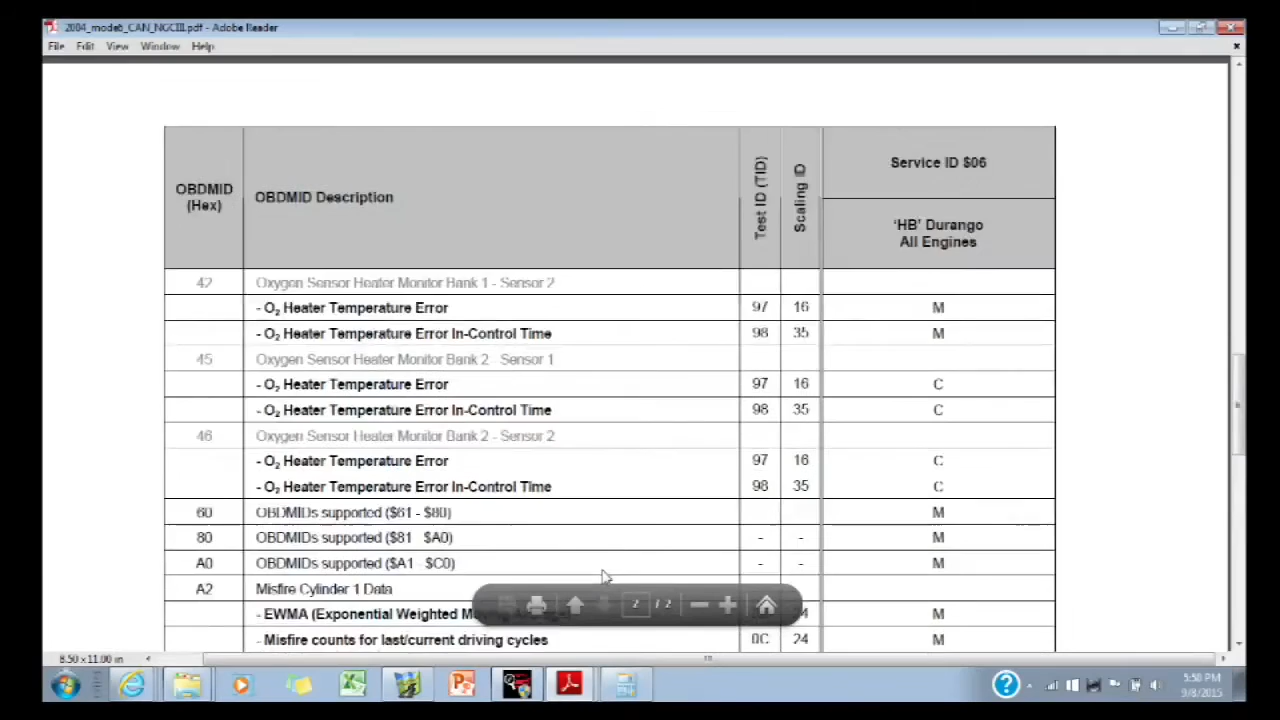 2004_mode6_CAN_NGCIII.pdf - Adobe Reader
File Edit View Window Help
OBDMID (Hex) OBDMID Description Test ID (TID) Scaling ID Service ID $06
'HB' Durango All Engines
42 Oxygen Sensor Heater Monitor Bank 1 - Sensor 2
- O₂ Heater Temperature Error 97 16 M
- O₂ Heater Temperature Error In-Control Time 98 35 M
45 Oxygen Sensor Heater Monitor Bank 2 - Sensor 1
- O₂ Heater Temperature Error 97 16 C
- O₂ Heater Temperature Error In-Control Time 98 35 C
46 Oxygen Sensor Heater Monitor Bank 2 - Sensor 2
- O₂ Heater Temperature Error 97 16 C
- O₂ Heater Temperature Error In-Control Time 98 35 C
60 OBDMIDs supported ($61 - $80) M
80 OBDMIDs supported ($81 - $A0) - - M
A0 OBDMIDs supported ($A1 - $C0) - - M
A2 Misfire Cylinder 1 Data
2 / 2
- EWMA (Exponential Weighted M
- Misfire counts for last/current driving cycles 0C 24 M
8.50 x 11.00 in
5:50 PM
9/8/2015